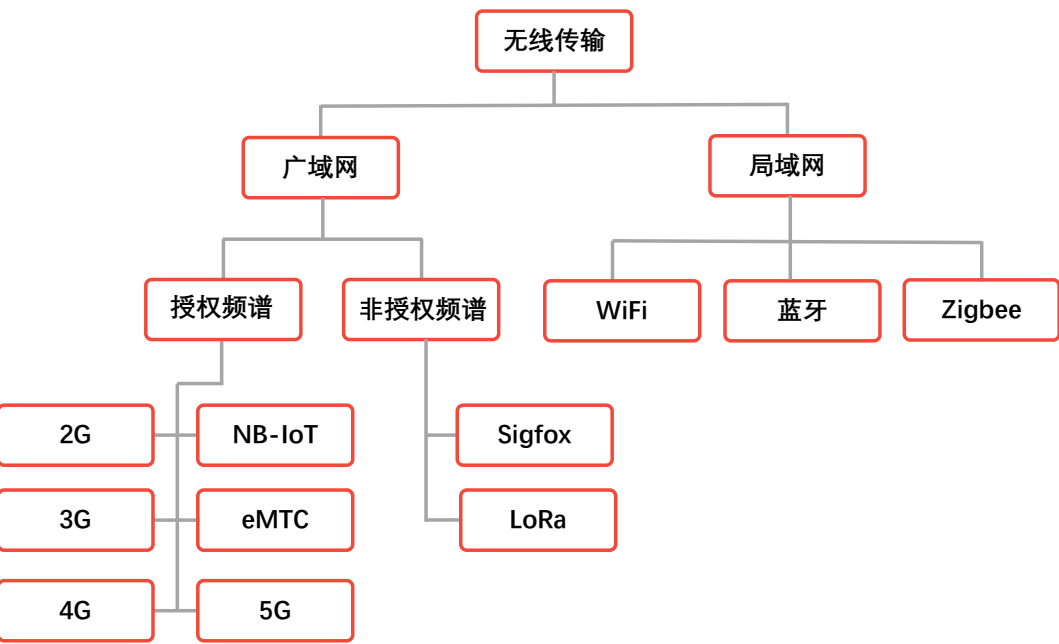 无线传输
广域网
局域网
授权频谱
非授权频谱
WiFi
蓝牙
Zigbee
2G
NB-IoT
Sigfox
3G
eMTC
LoRa
4G
5G